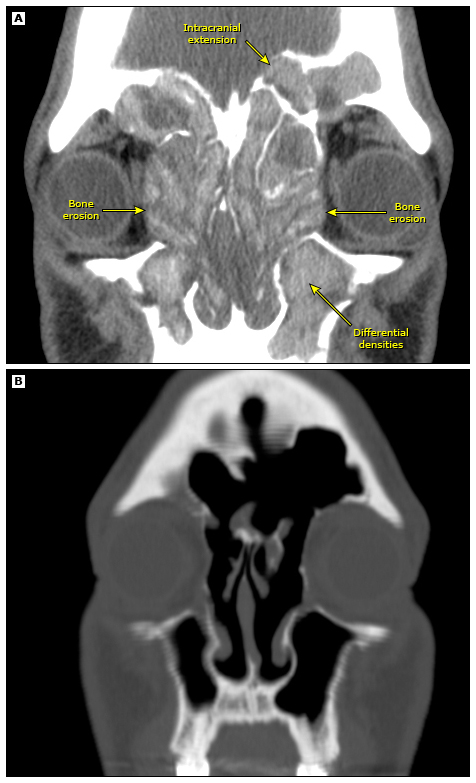 A
Intracranial
extension
Bone
erosion
Bone
erosion
Differential
densities
B